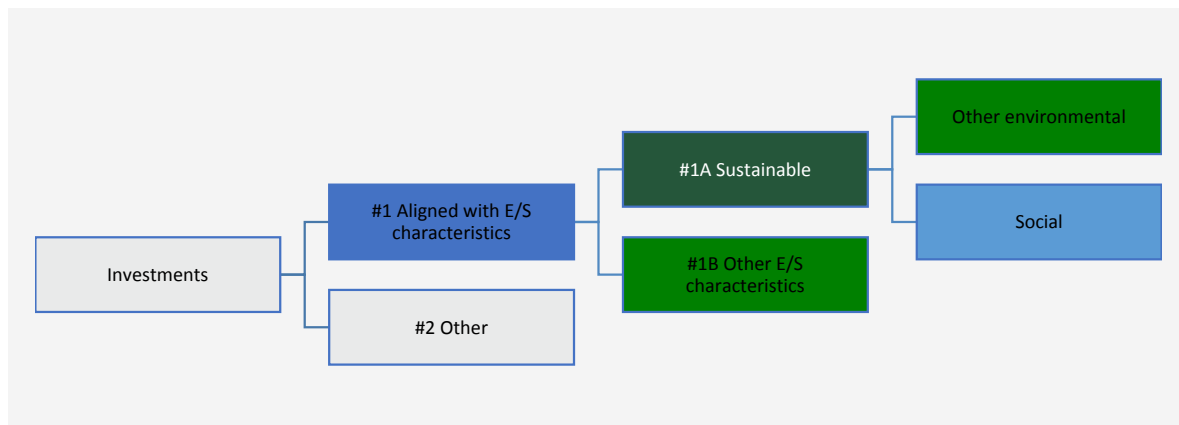 Investments
#1 Aligned with E/S
characteristics
#2 Other
#1A Sustainable
#1B Other E/S
characteristics
Other environmental
Social